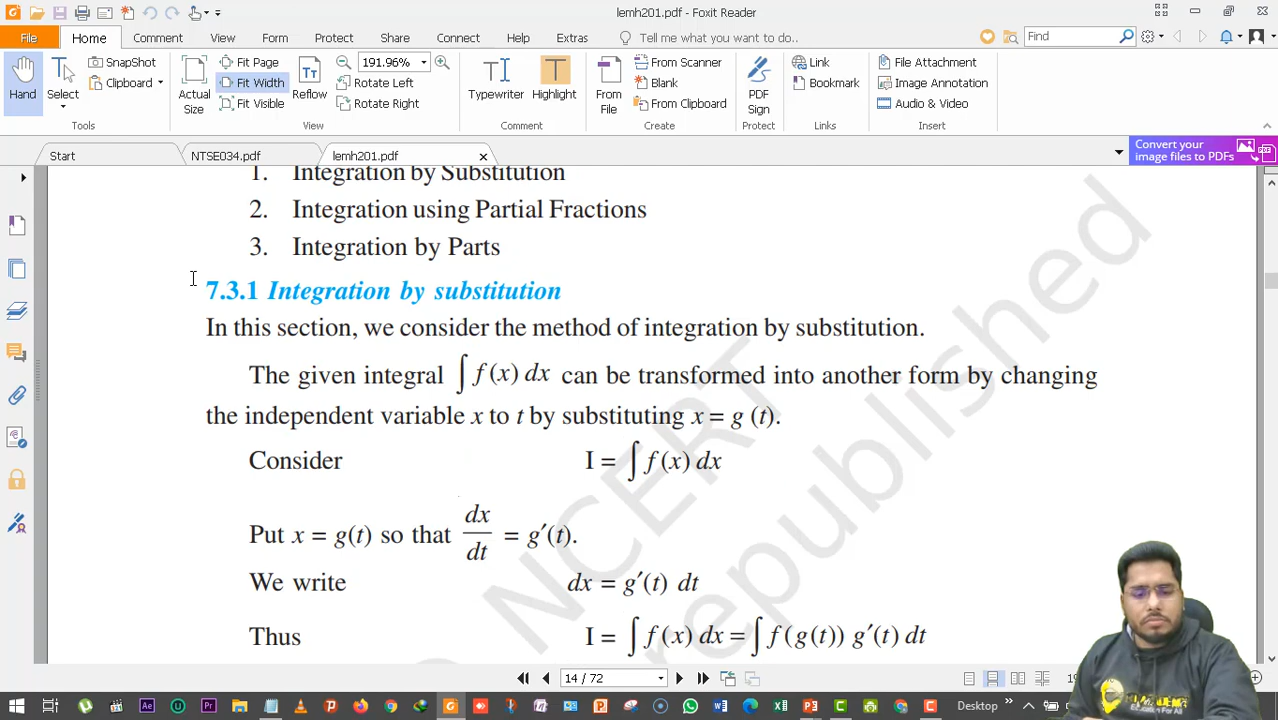 lemh201.pdf - Foxit Reader
File Home Comment View Form Protect Share Connect Help Extras Tell me what you want to do... Find
Hand
Select
SnapShot
Clipboard
Tools
Actual Size
Fit Page
Fit Width
Fit Visible
Reflow
191.96%
Rotate Left
Rotate Right
View
Typewriter
Highlight
Comment
From File
From Scanner
Blank
From Clipboard
Create
PDF Sign
Protect
Link
Bookmark
Links
File Attachment
Image Annotation
Audio & Video
Insert
Start NTSE034.pdf lemh201.pdf
Convert your
image files to PDFs
1. Integration by Substitution
2. Integration using Partial Fractions
3. Integration by Parts
7.3.1 Integration by substitution
In this section, we consider the method of integration by substitution.
The given integral ∫ f (x) dx can be transformed into another form by changing
the independent variable x to t by substituting x = g (t).
Consider I = ∫ f (x) dx
Put x = g(t) so that dx/dt = g′(t).
We write dx = g′(t) dt
Thus I = ∫ f (x) dx = ∫ f (g(t)) g′(t) dt
NCERT
republished
14 / 72
Desktop